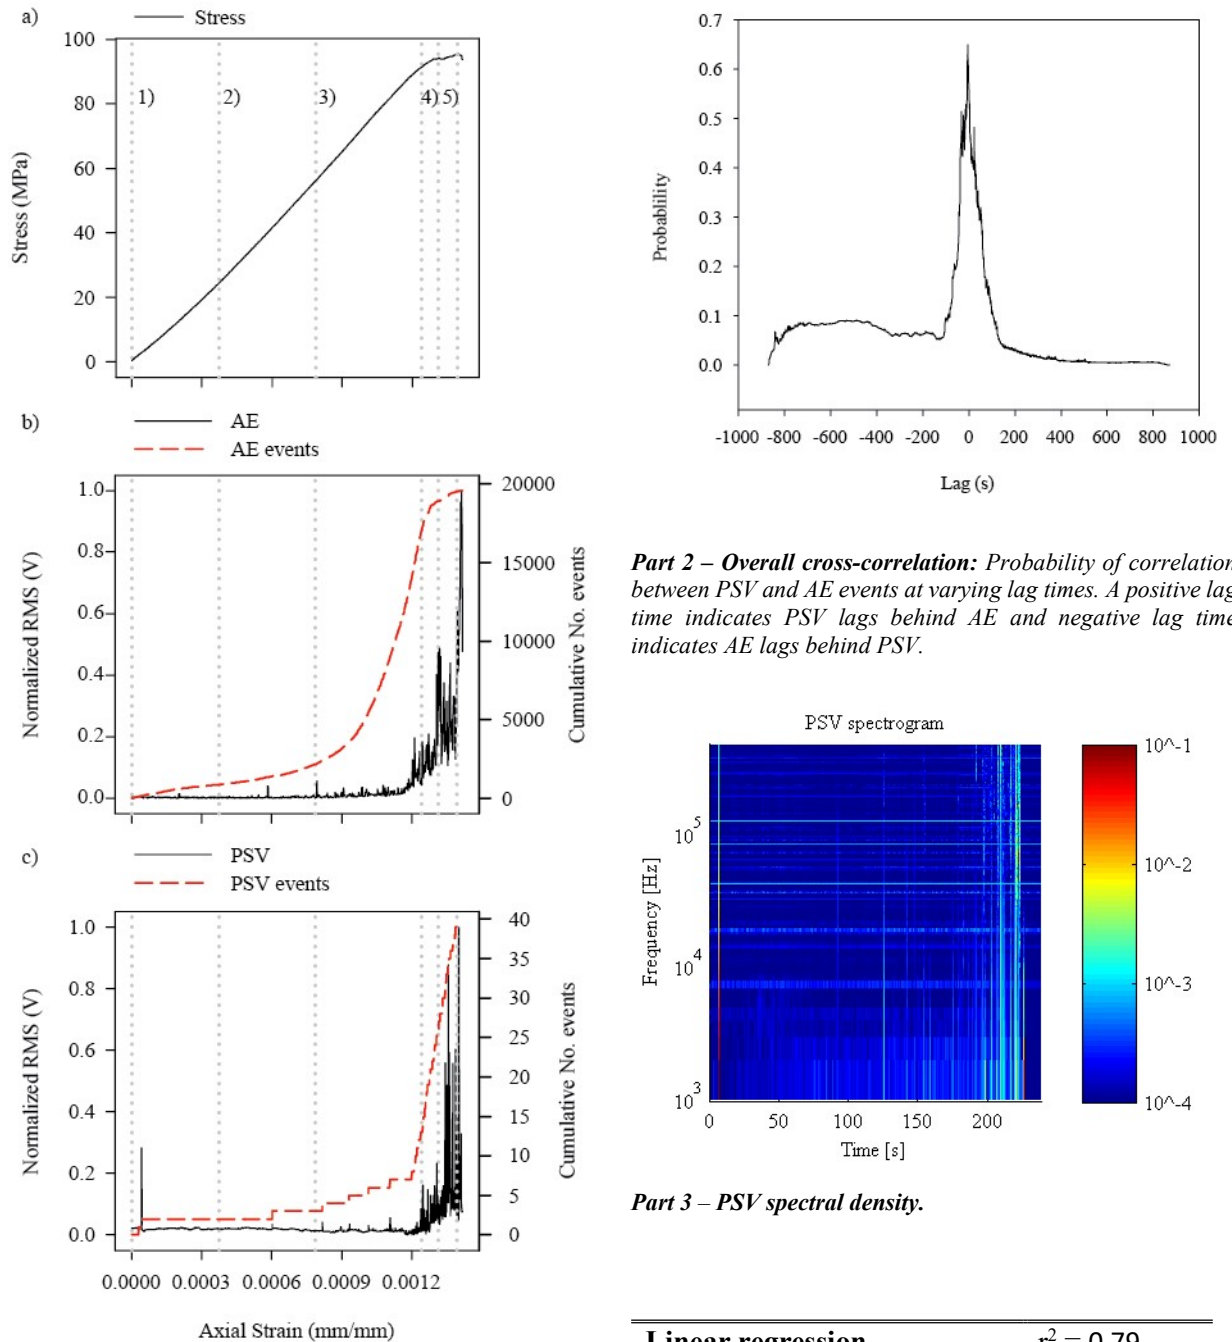 a)
Stress
100
80
60
40
20
0
Stress (MPa)
1)
2)
3)
4)
5)
b)
AE
AE events
1.0
0.8
0.6
0.4
0.2
0.0
Normalized RMS (V)
20000
15000
10000
5000
0
Cumulative No. events
c)
PSV
PSV events
1.0
0.8
0.6
0.4
0.2
0.0
Normalized RMS (V)
40
35
30
25
20
15
10
5
0
Cumulative No. events
0.0000 0.0003 0.0006 0.0009 0.0012
Axial Strain (mm/mm)
0.7
0.6
0.5
0.4
0.3
0.2
0.1
0.0
Probablility
-1000 -800 -600 -400 -200 0 200 400 600 800 1000
Lag (s)
Part 2 – Overall cross-correlation: Probability of correlation
between PSV and AE events at varying lag times. A positive lag
time indicates PSV lags behind AE and negative lag time
indicates AE lags behind PSV.
PSV spectrogram
10^5
10^4
10^3
Frequency [Hz]
0 50 100 150 200
Time [s]
10^-1
10^-2
10^-3
10^-4
Part 3 – PSV spectral density.
Linear regression r² = 0.79